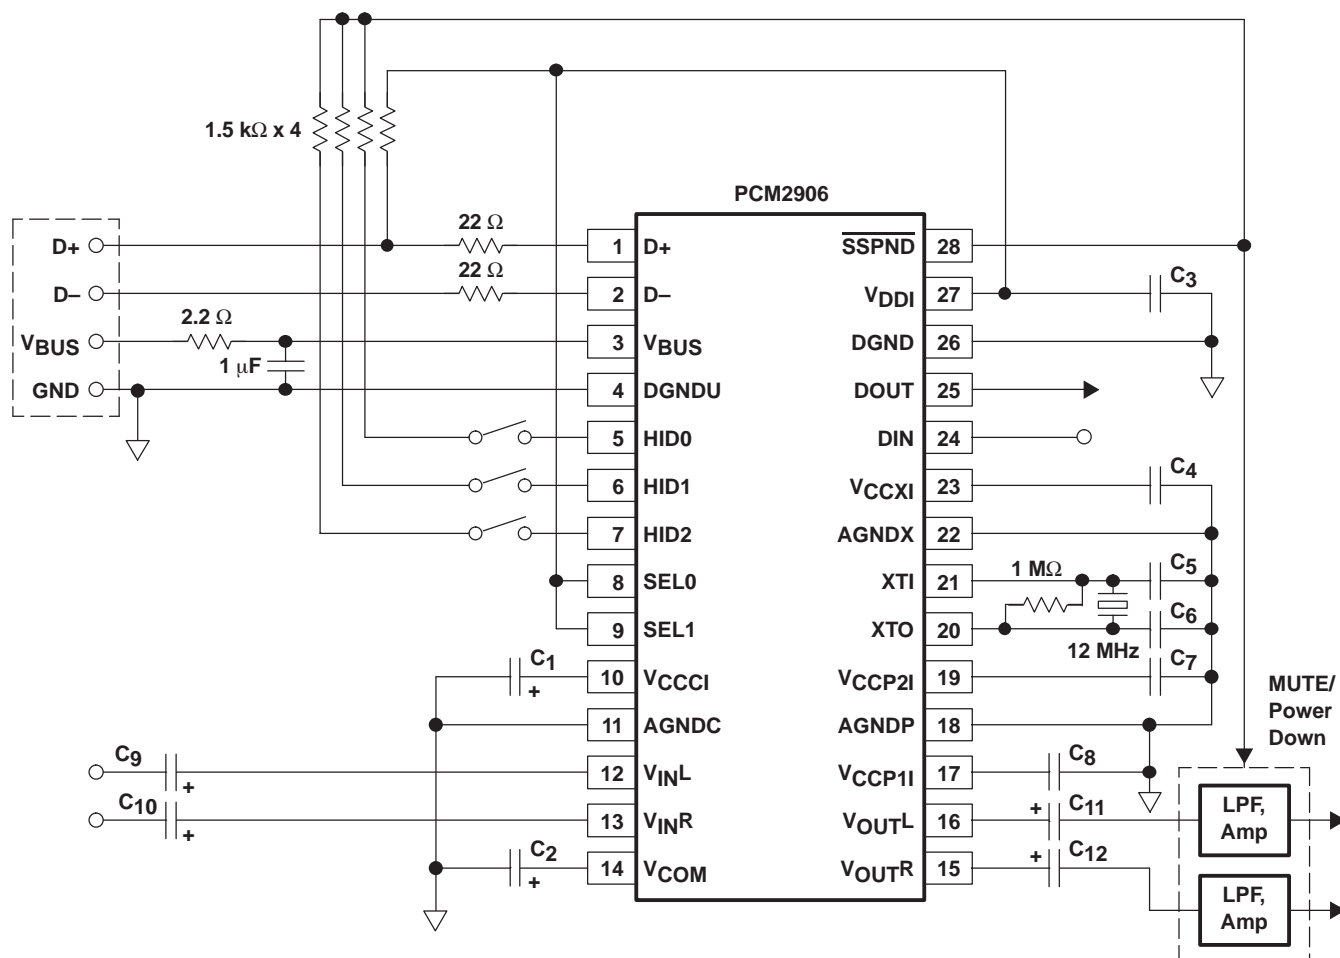 1.5 kΩ x 4
PCM2906
D+
22 Ω
1
D+
SSPND
28
D–
22 Ω
2
D–
VDDI
27
C3
VBUS
2.2 Ω
3
VBUS
DGND
26
1 μF
GND
4
DGNDU
DOUT
25
5
HID0
DIN
24
6
HID1
VCCXI
23
C4
7
HID2
AGNDX
22
8
SEL0
XTI
21
1 MΩ
C5
9
SEL1
XTO
20
12 MHz
C6
C1
+
10
VCCCI
VCCP2I
19
C7
11
AGNDC
AGNDP
18
MUTE/
Power
Down
C9
+
12
VINL
VCCP1I
17
C8
C10
+
13
VINR
VOUTL
16
+
C11
LPF,
Amp
C2
+
14
VCOM
VOUTR
15
+
C12
LPF,
Amp